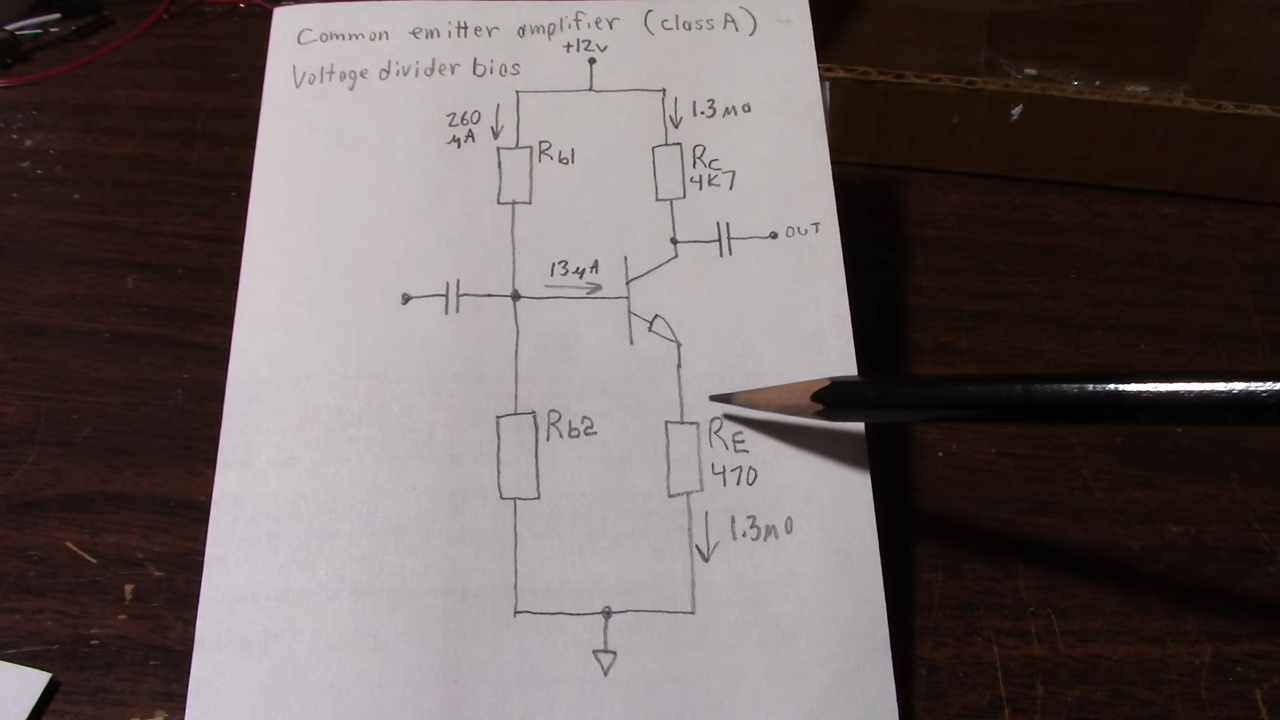 Common emitter amplifier (class A)
+12v
Voltage divider bias
260
µA
1.3ma
Rb1
RC
4K7
OUT
13µA
Rb2
RE
470
1.3ma